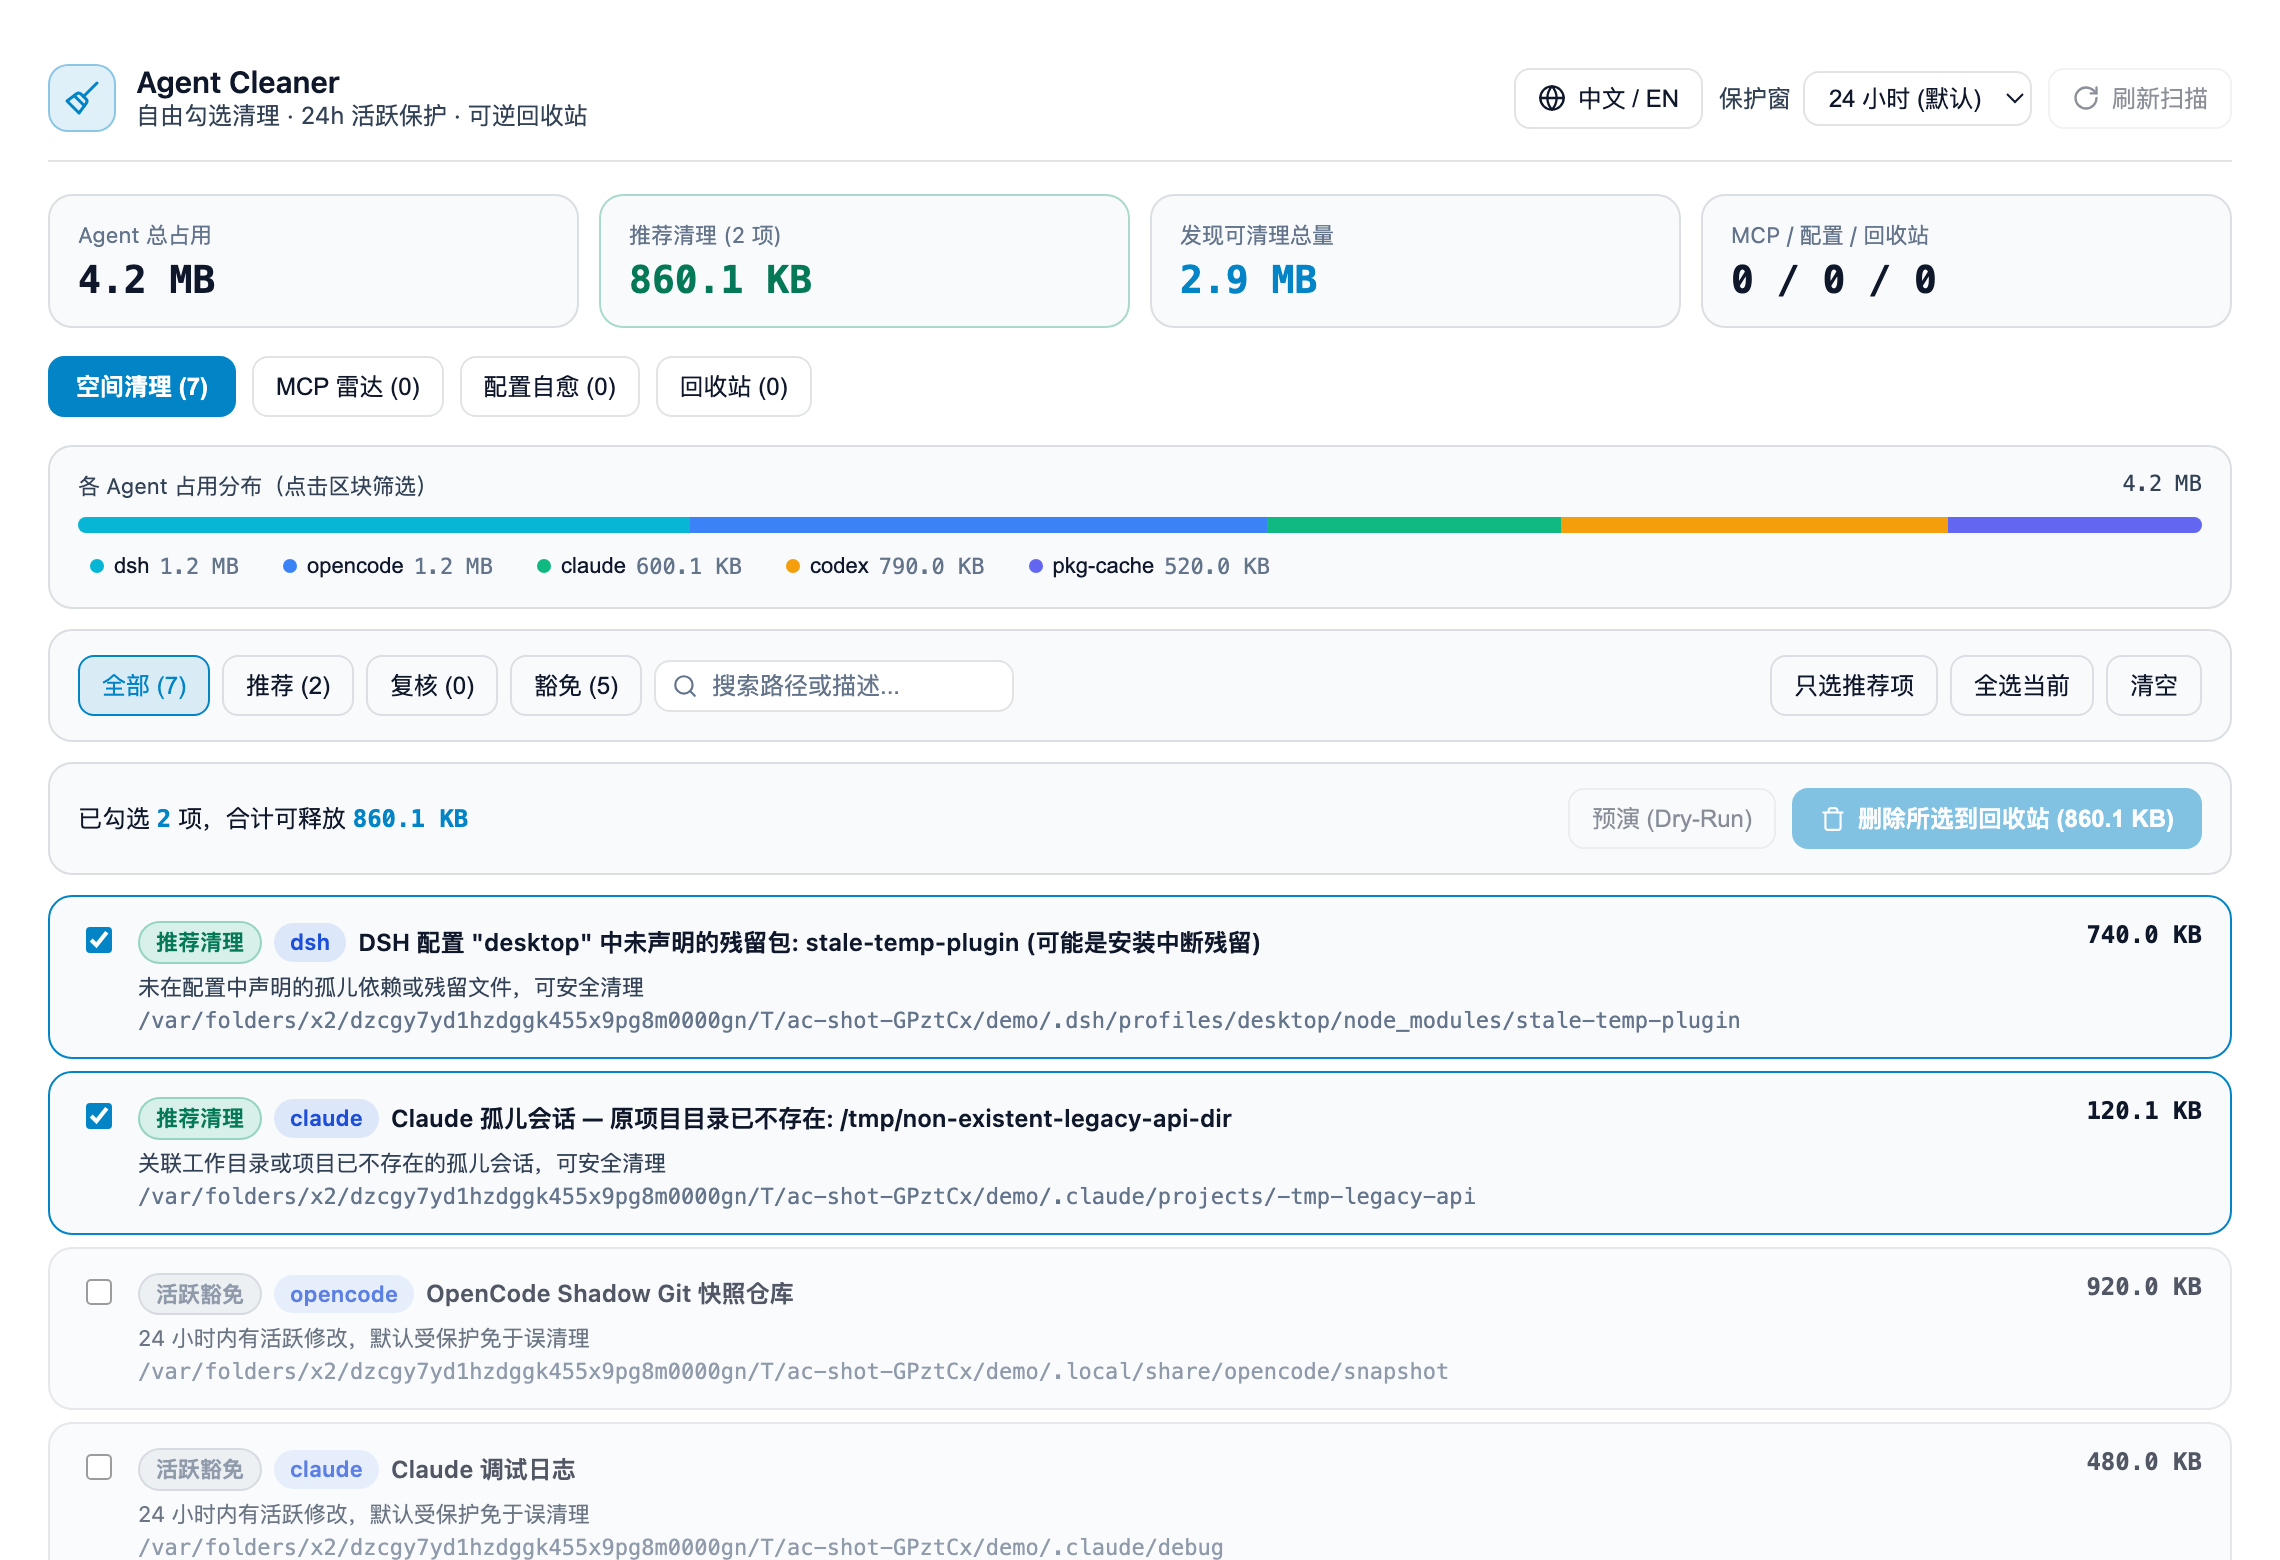 Agent Cleaner
自由勾选清理 · 24h 活跃保护 · 可逆回收站
中文 / EN
保护窗
24 小时 (默认)
刷新扫描
Agent 总占用
4.2 MB
推荐清理 (2 项)
860.1 KB
发现可清理总量
2.9 MB
MCP / 配置 / 回收站
0 / 0 / 0
空间清理 (7)
MCP 雷达 (0)
配置自愈 (0)
回收站 (0)
各 Agent 占用分布（点击区块筛选）
4.2 MB
dsh 1.2 MB
opencode 1.2 MB
claude 600.1 KB
codex 790.0 KB
pkg-cache 520.0 KB
全部 (7)
推荐 (2)
复核 (0)
豁免 (5)
搜索路径或描述...
只选推荐项
全选当前
清空
已勾选 2 项，合计可释放 860.1 KB
预演 (Dry-Run)
删除所选到回收站 (860.1 KB)
推荐清理 dsh DSH 配置 "desktop" 中未声明的残留包: stale-temp-plugin (可能是安装中断残留)
740.0 KB
未在配置中声明的孤儿依赖或残留文件，可安全清理
/var/folders/x2/dzcgy7yd1hzdggk455x9pg8m0000gn/T/ac-shot-GPztCx/demo/.dsh/profiles/desktop/node_modules/stale-temp-plugin
推荐清理 claude Claude 孤儿会话 — 原项目目录已不存在: /tmp/non-existent-legacy-api-dir
120.1 KB
关联工作目录或项目已不存在的孤儿会话，可安全清理
/var/folders/x2/dzcgy7yd1hzdggk455x9pg8m0000gn/T/ac-shot-GPztCx/demo/.claude/projects/-tmp-legacy-api
活跃豁免 opencode OpenCode Shadow Git 快照仓库
920.0 KB
24 小时内有活跃修改，默认受保护免于误清理
/var/folders/x2/dzcgy7yd1hzdggk455x9pg8m0000gn/T/ac-shot-GPztCx/demo/.local/share/opencode/snapshot
活跃豁免 claude Claude 调试日志
480.0 KB
24 小时内有活跃修改，默认受保护免于误清理
/var/folders/x2/dzcgy7yd1hzdggk455x9pg8m0000gn/T/ac-shot-GPztCx/demo/.claude/debug